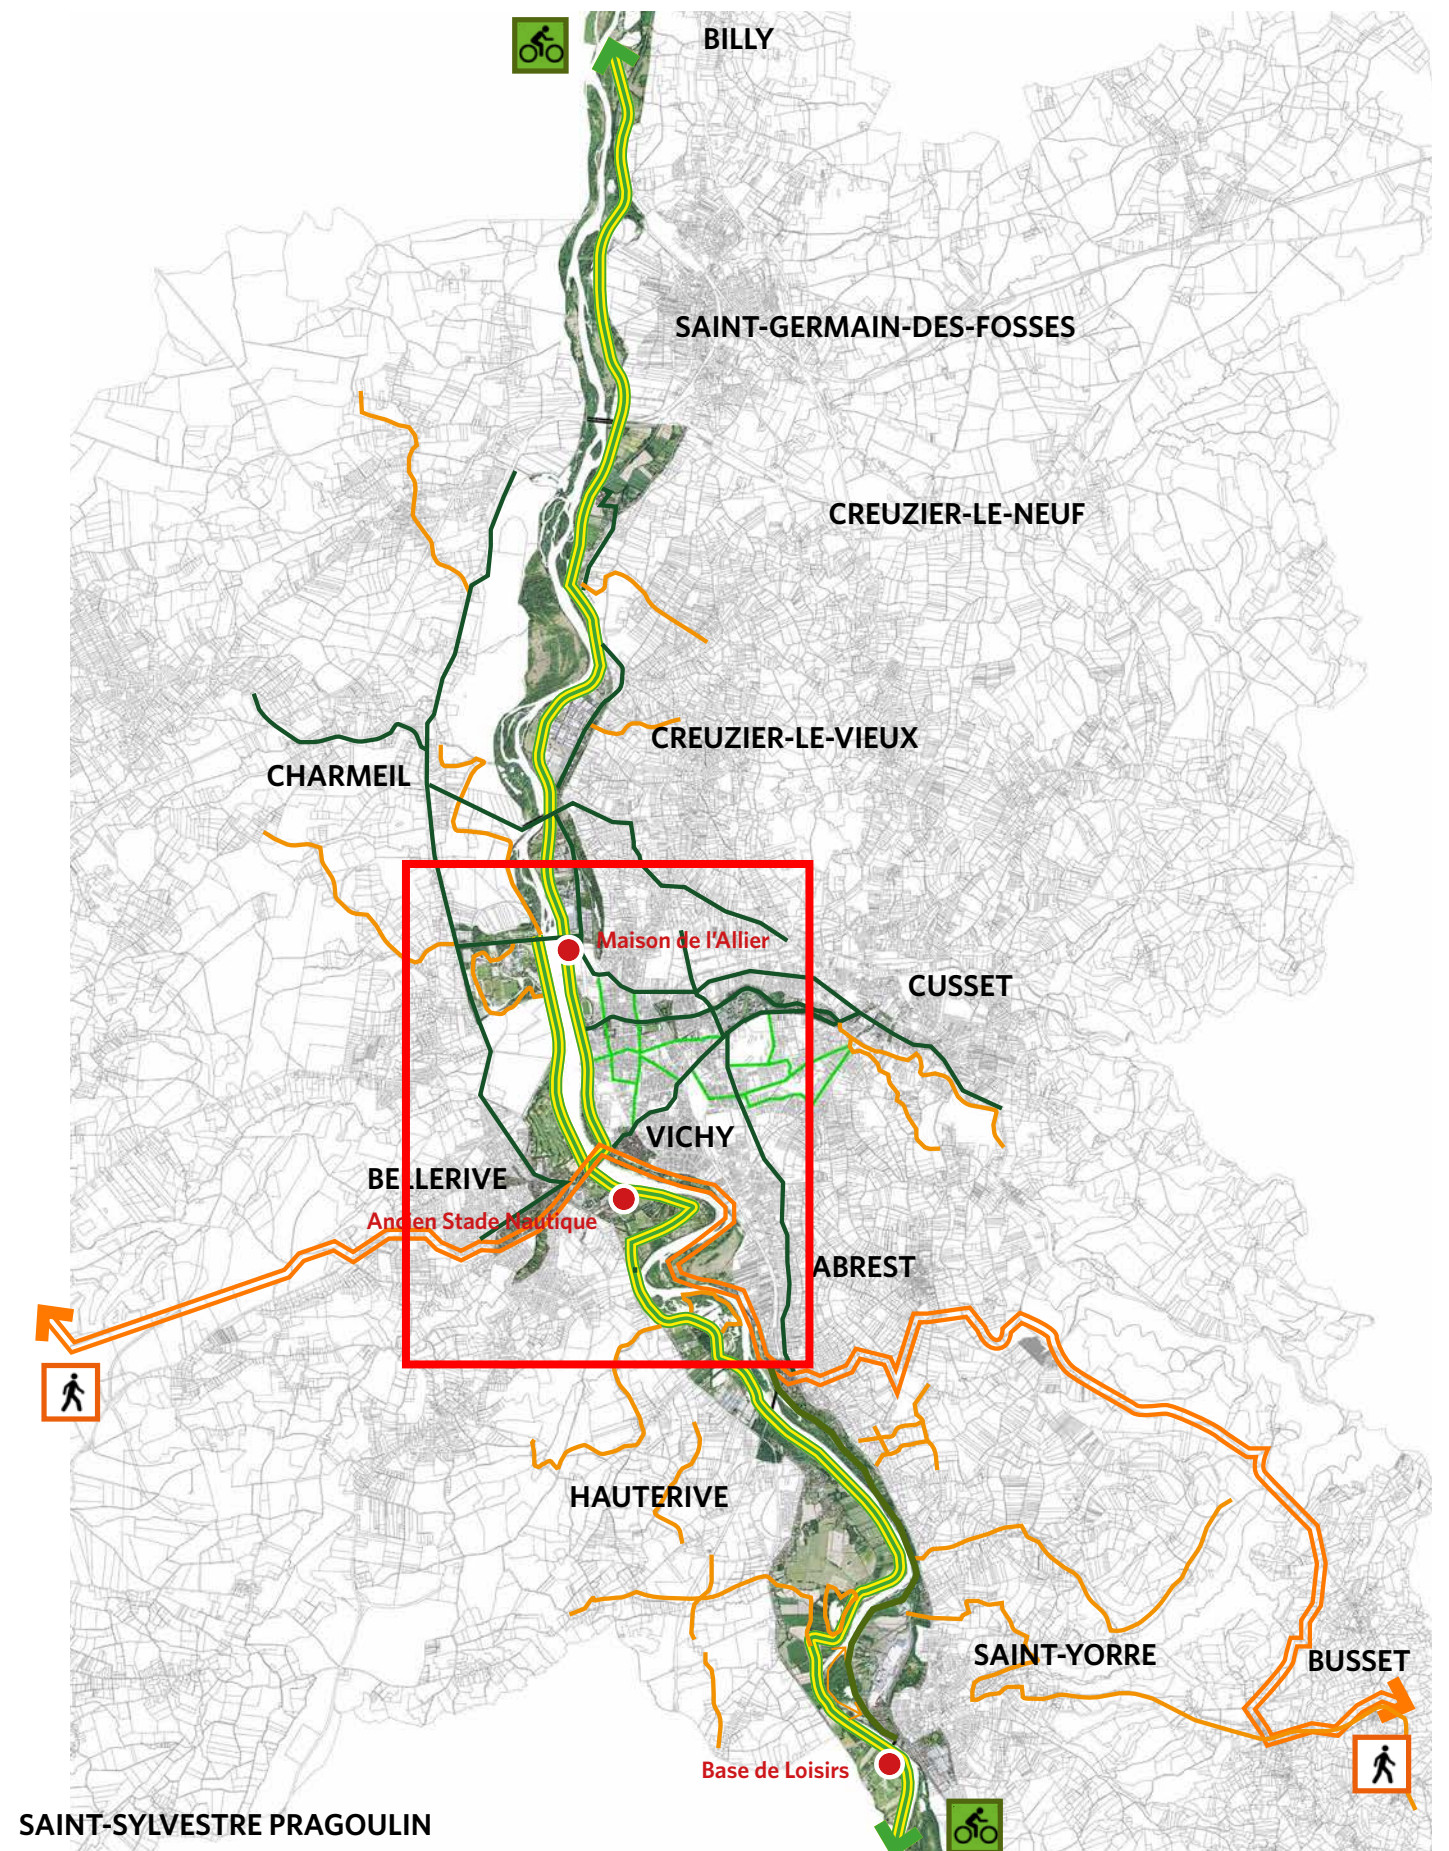 BILLY
SAINT-GERMAIN-DES-FOSSES
CREUZIER-LE-NEUF
CREUZIER-LE-VIEUX
CHARMEIL
Maison de l'Allier
CUSSET
VICHY
BELLERIVE
Ancien Stade Nautique
ABREST
HAUTERIVE
SAINT-YORRE
BUSSET
Base de Loisirs
SAINT-SYLVESTRE PRAGOULIN